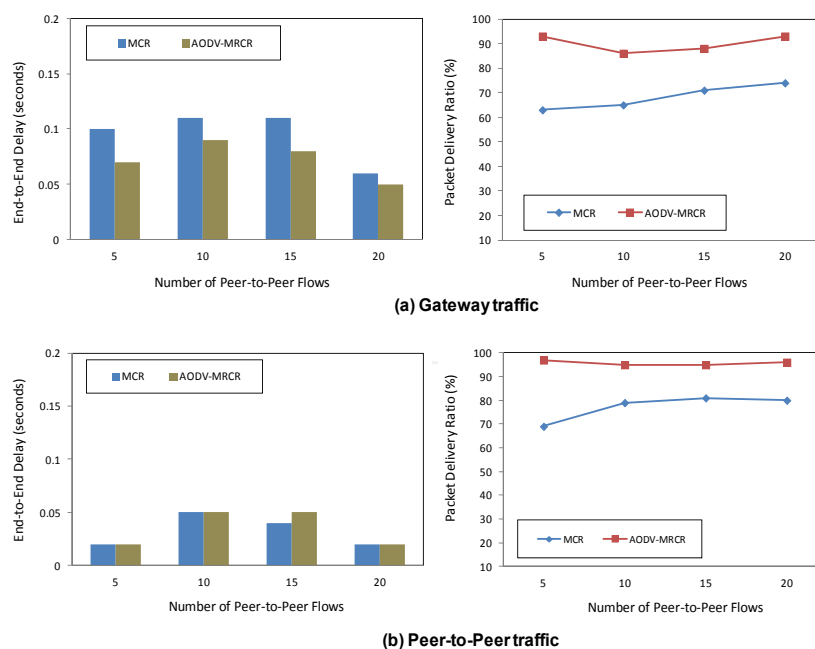 0.2
0.15
0.1
0.05
0
End-to-End Delay (seconds)
MCR
AODV-MRCR
5
10
15
20
Number of Peer-to-Peer Flows
100
90
80
70
60
50
40
30
20
10
Packet Delivery Ratio (%)
MCR
AODV-MRCR
5
10
15
20
Number of Peer-to-Peer Flows
(a) Gateway traffic
0.2
0.15
0.1
0.05
0
End-to-End Delay (seconds)
MCR
AODV-MRCR
5
10
15
20
Number of Peer-to-Peer Flows
100
90
80
70
60
50
40
30
20
10
Packet Delivery Ratio (%)
MCR
AODV-MRCR
5
10
15
20
Number of Peer-to-Peer Flows
(b) Peer-to-Peer traffic